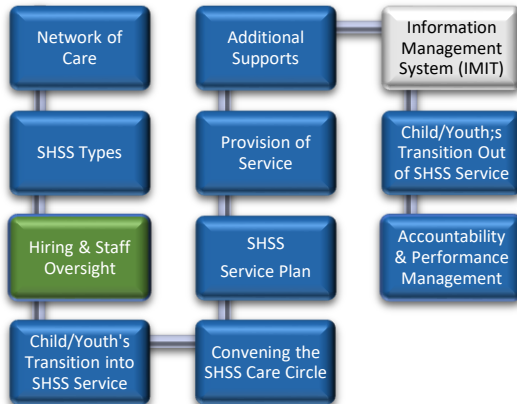 Network of
Care
SHSS Types
Hiring & Staff
Oversight
Child/Youth's
Transition into
SHSS Service
Convening the
SHSS Care Circle
SHSS
Service Plan
Provision of
Service
Additional
Supports
Information
Management
System (IMIT)
Child/Youth;s
Transition Out
of SHSS Service
Accountability
& Performance
Management